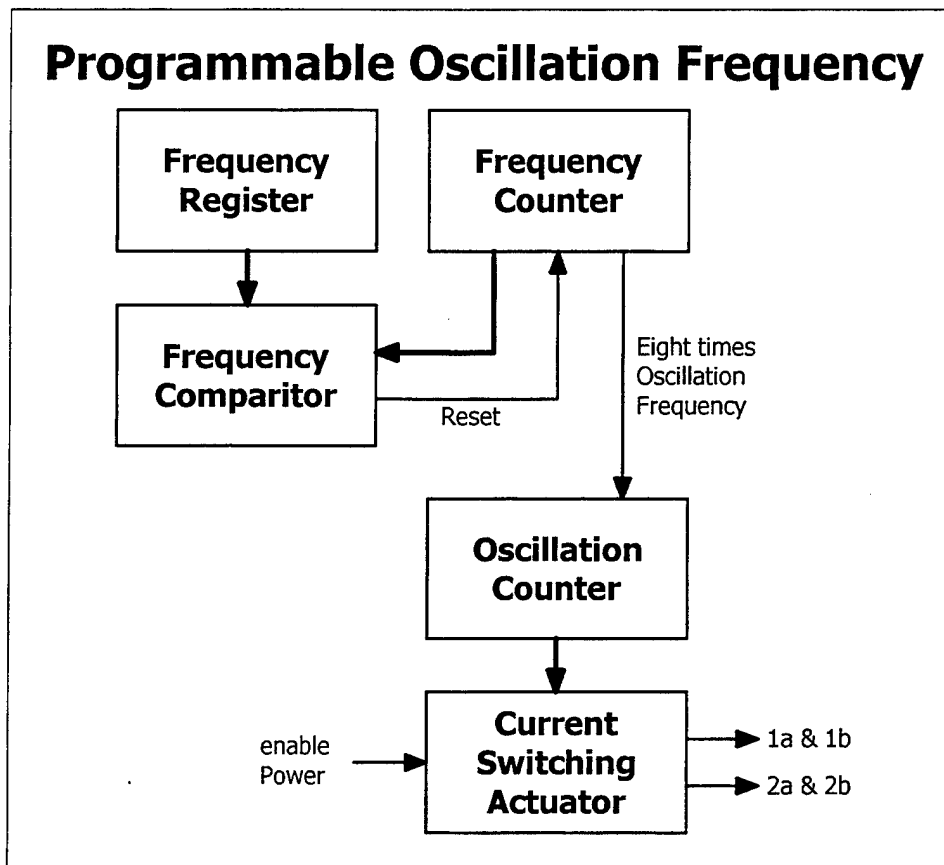 Programmable Oscillation Frequency
Frequency
Register
Frequency
Counter
Frequency
Comparitor
Reset
Eight times
Oscillation
Frequency
Oscillation
Counter
enable
Power
Current
Switching
Actuator
1a & 1b
2a & 2b